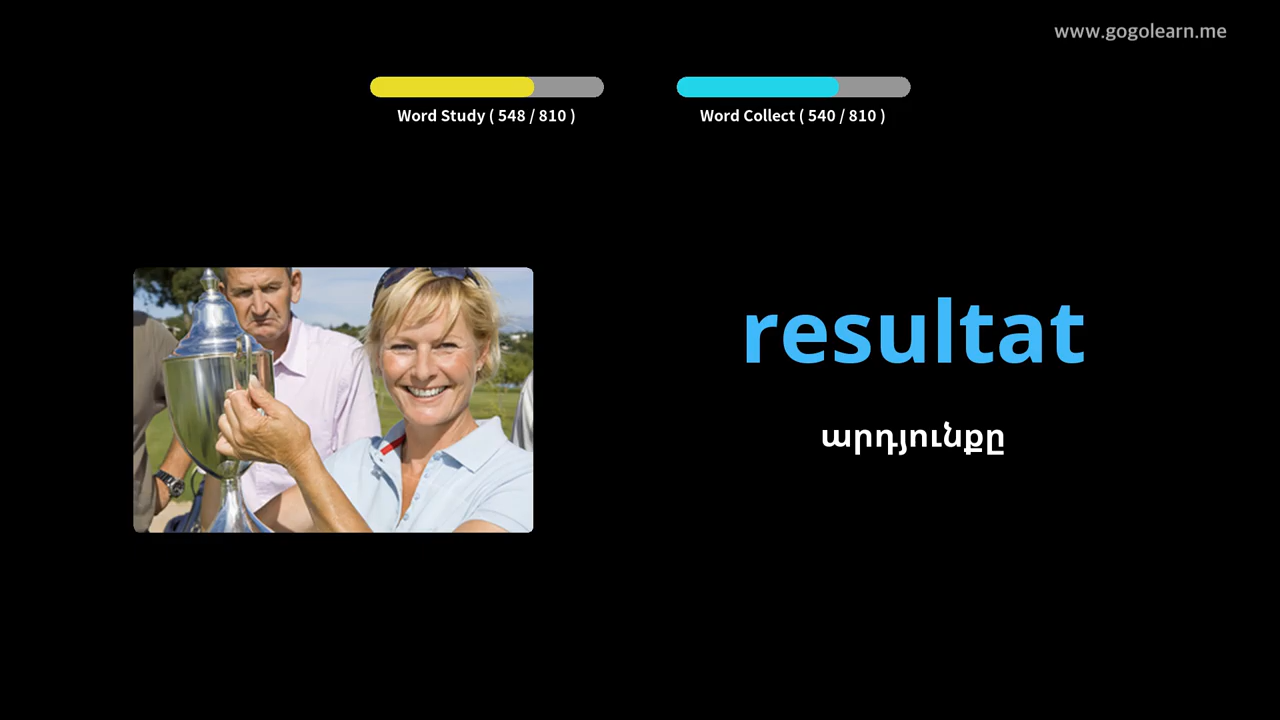 www.gogolearn.me
Word Study ( 548 / 810 )
Word Collect ( 540 / 810 )
resultat
արդյունքը